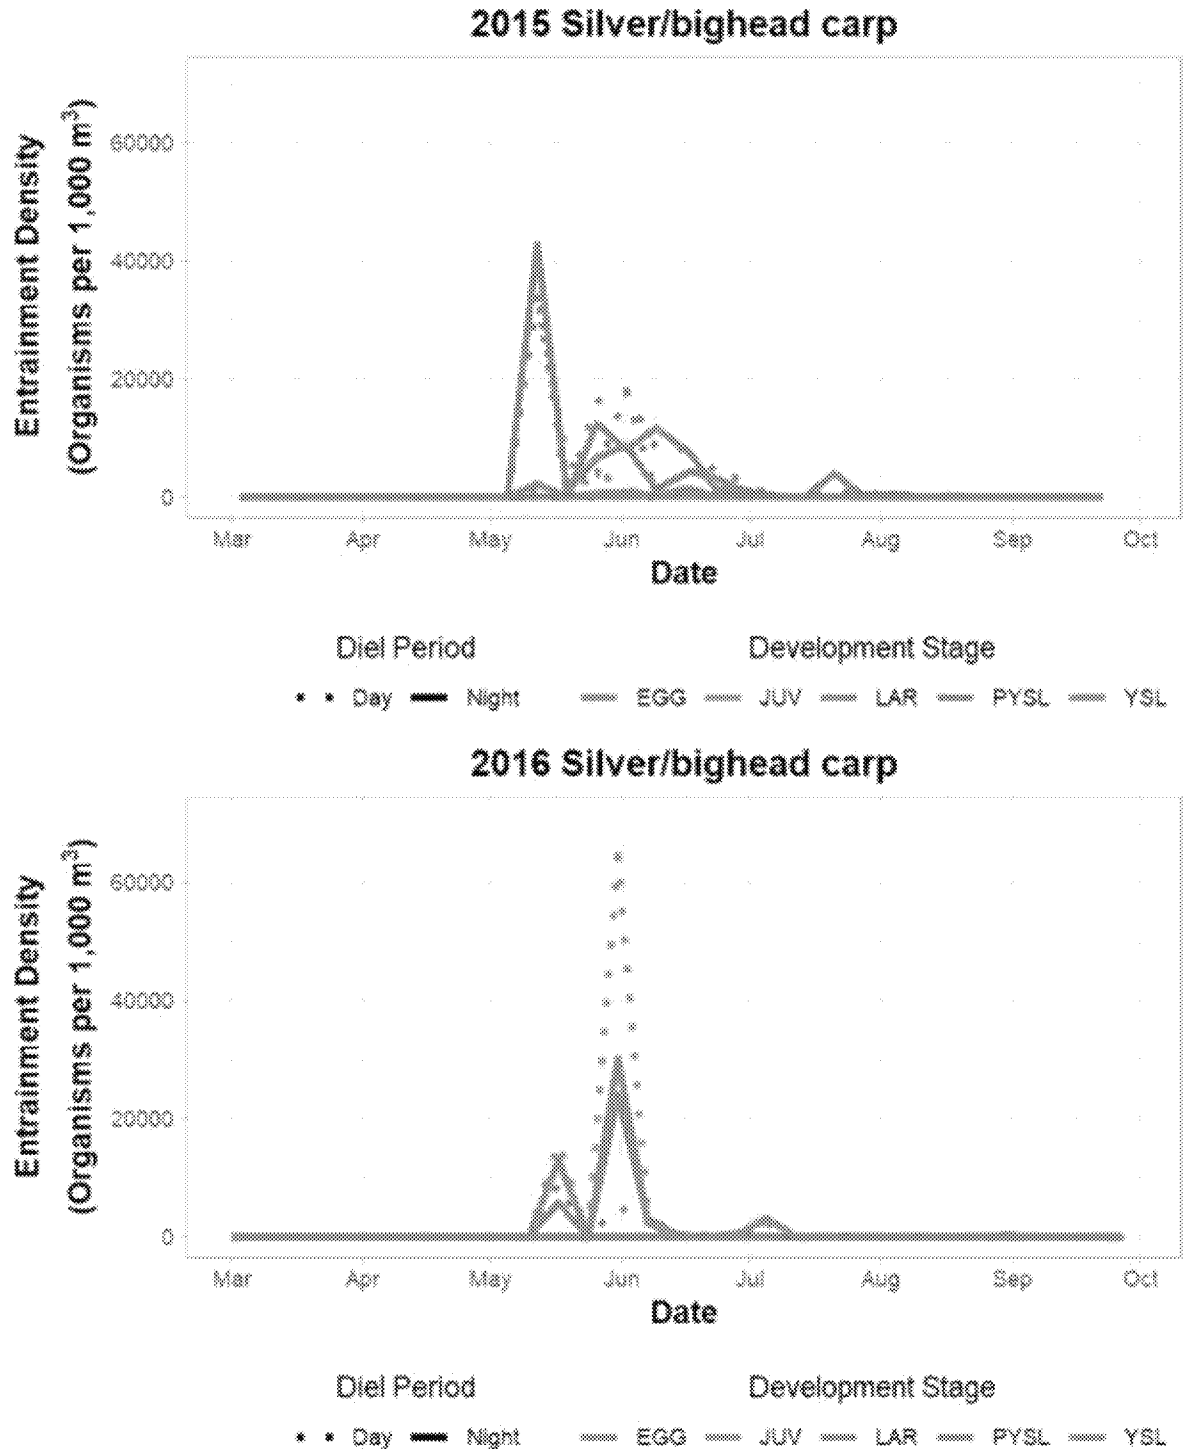 2015 Silver/bighead carp
Entrainment Density
(Organisms per 1,000 m³)
60000
40000
20000
0
Mar Apr May Jun Jul Aug Sep Oct
Date
Diel Period Development Stage
Day Night EGG JUV LAR PYSL YSL
2016 Silver/bighead carp
Entrainment Density
(Organisms per 1,000 m³)
60000
40000
20000
0
Mar Apr May Jun Jul Aug Sep Oct
Date
Diel Period Development Stage
Day Night EGG JUV LAR PYSL YSL